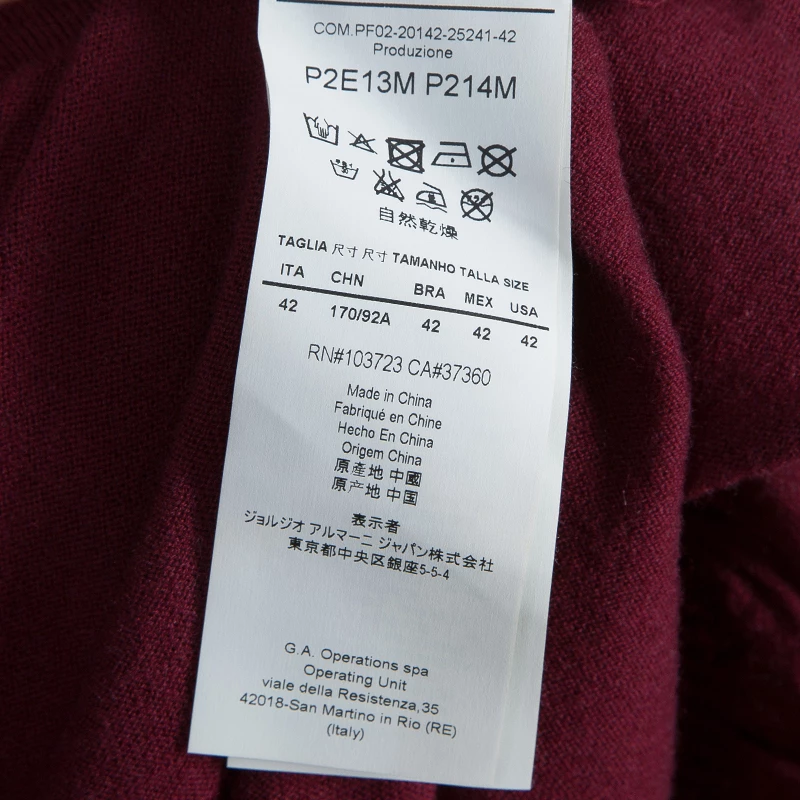 COM.PF02-20142-25241-42
Produzione
P2E13M P214M
自然乾燥
TAGLIA 尺寸 尺寸 TAMANHO TALLA SIZE
ITA CHN BRA MEX USA
42 170/92A 42 42 42
RN#103723 CA#37360
Made in China
Fabriqué en Chine
Hecho En China
Origem China
原產地 中國
原产地 中国
表示者
ジョルジオ アルマーニ ジャパン株式会社
東京都中央区銀座5-5-4
G.A. Operations spa
Operating Unit
viale della Resistenza,35
42018-San Martino in Rio (RE)
(Italy)